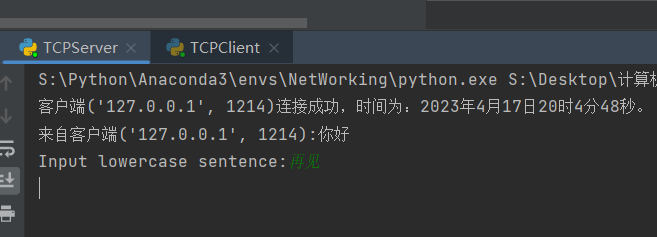 TCPServer TCPClient
S:\Python\Anaconda3\envs\NetWorking\python.exe S:\Desktop\计算机
客户端('127.0.0.1', 1214)连接成功，时间为：2023年4月17日20时4分48秒。
来自客户端('127.0.0.1', 1214):你好
Input lowercase sentence:再见